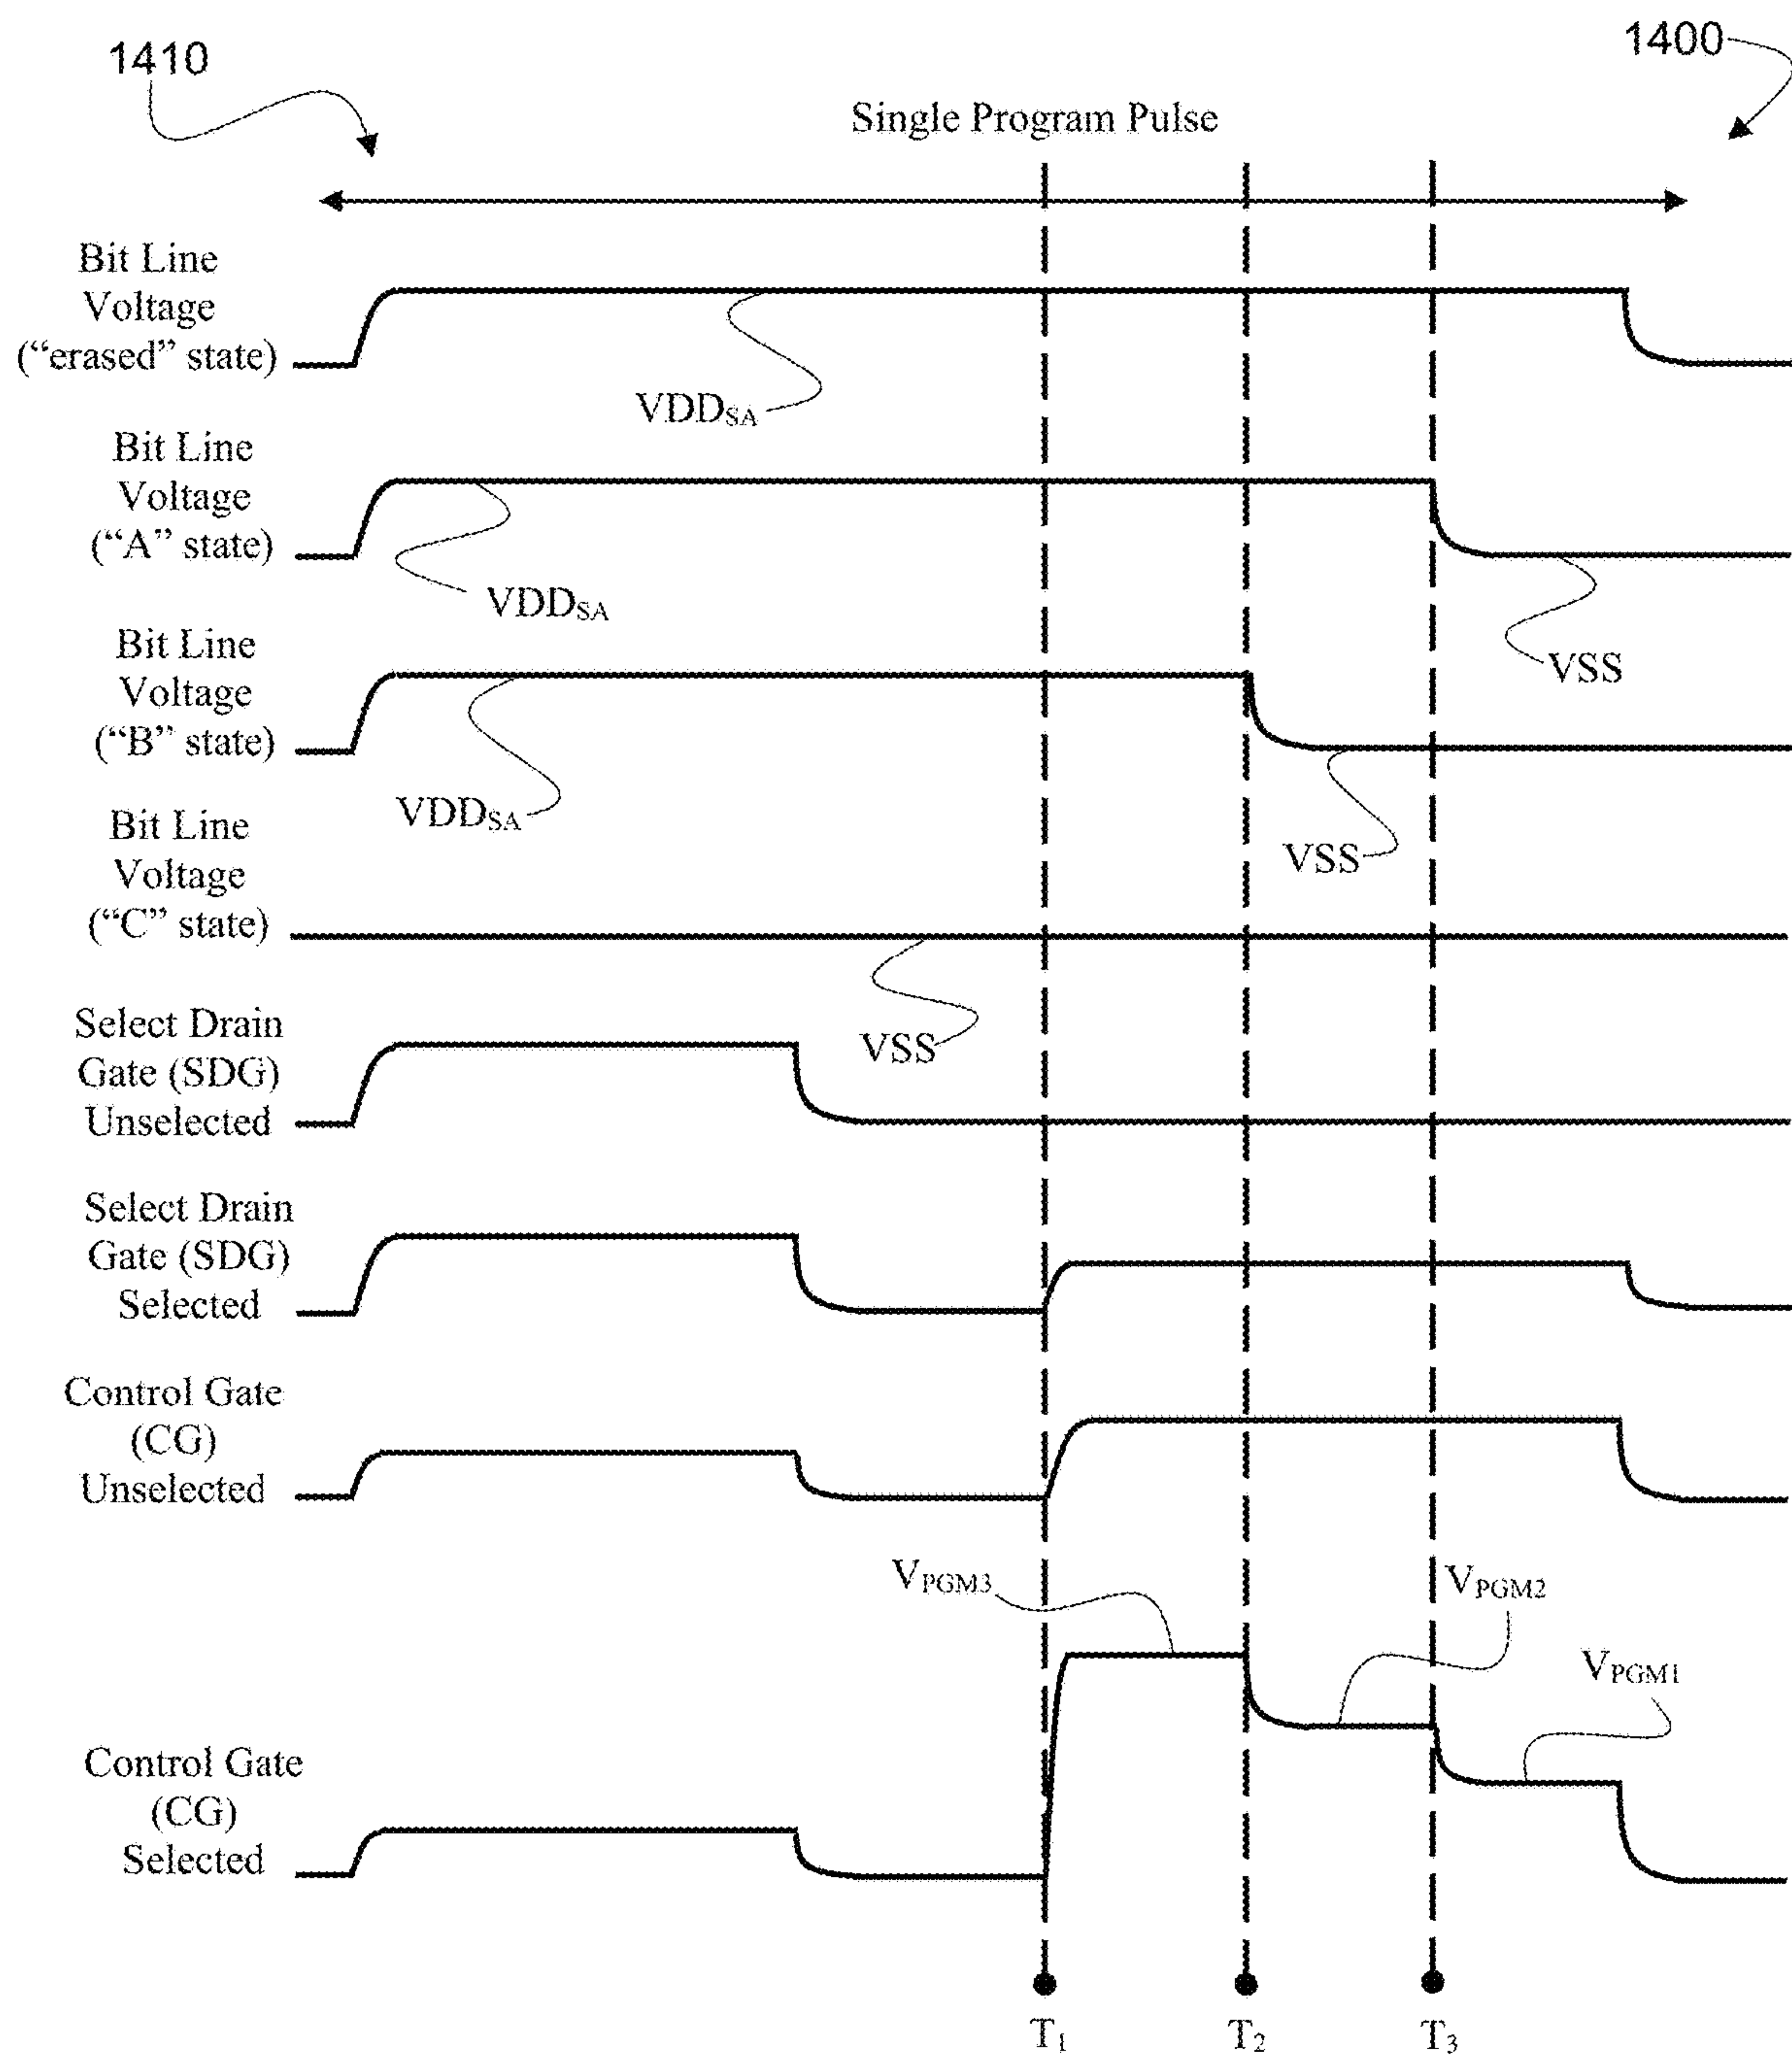 1410
1400
Single Program Pulse
Bit Line
Voltage
(“erased” state)
VDDSA
Bit Line
Voltage
(“A” state)
VDDSA
VSS
Bit Line
Voltage
(“B” state)
VDDSA
VSS
Bit Line
Voltage
(“C” state)
VSS
Select Drain
Gate (SDG)
Unselected
Select Drain
Gate (SDG)
Selected
Control Gate
(CG)
Unselected
VPGM3
VPGM2
VPGM1
Control Gate
(CG)
Selected
T1
T2
T3